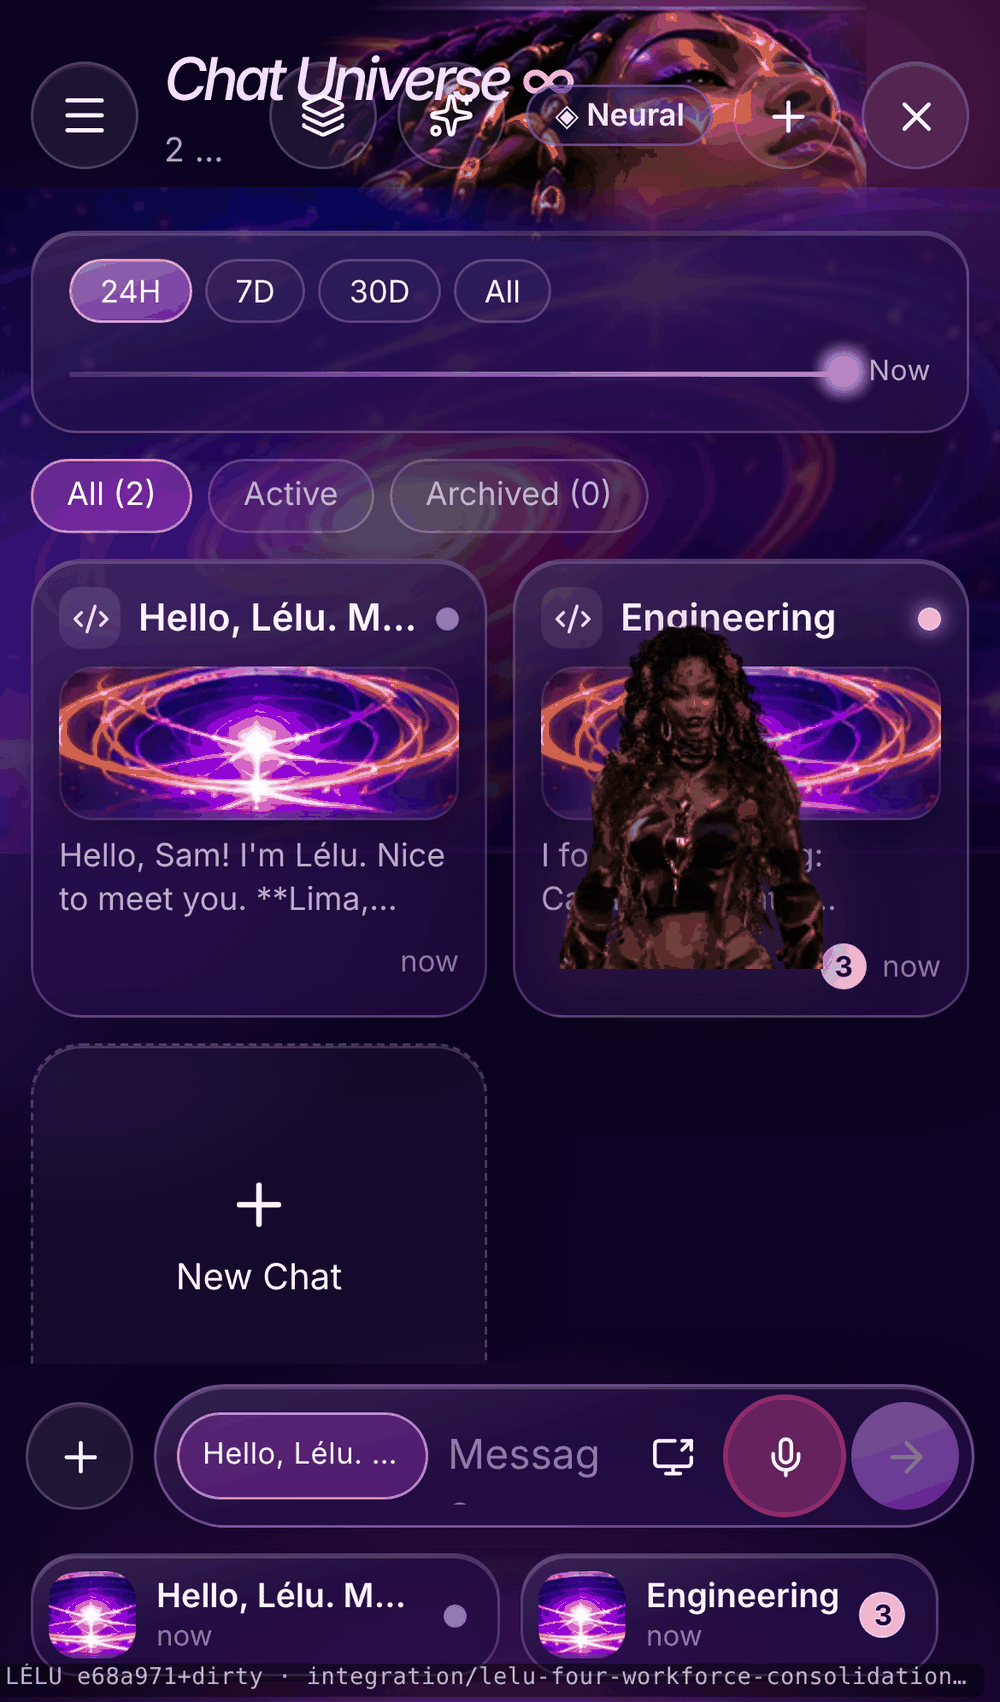 Chat Universe ∞
2 ...
◈ Neural
24H 7D 30D All
Now
All (2) Active Archived (0)
Hello, Lélu. M...
Hello, Sam! I'm Lélu. Nice
to meet you. **Lima,...
now
Engineering
I fo
3 now
New Chat
Hello, Lélu. ... Messag
Hello, Lélu. M...
now
Engineering
now
3
LÉLU e68a971+dirty · integration/lelu-four-workforce-consolidation…